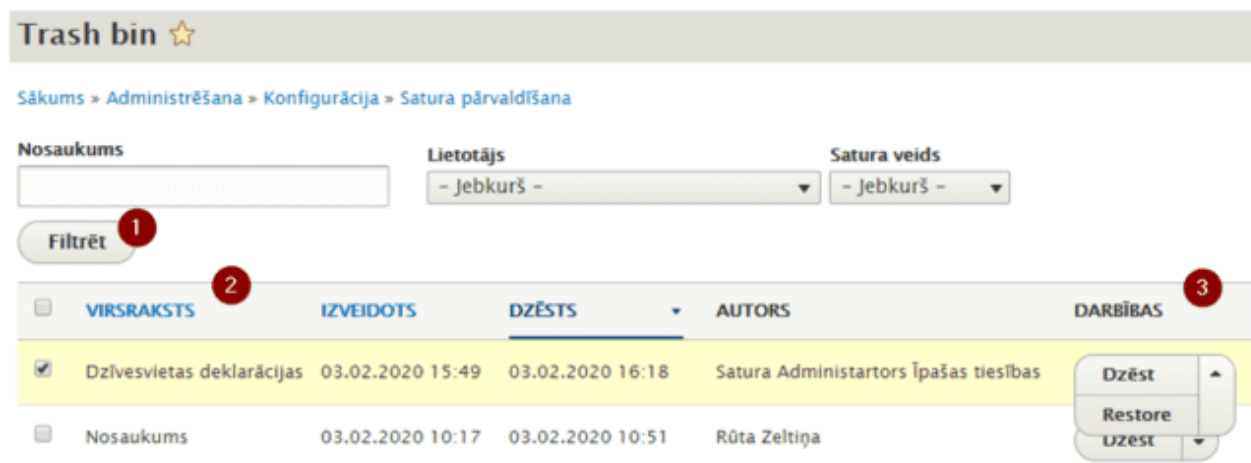 Trash bin
Sākums » Administrēšana » Konfigurācija » Satura pārvaldīšana
Nosaukums Lietotājs Satura veids
- Jebkurš - - Jebkurš -
Filtrēt 1
2 3
VIRSRAKSTS IZVEIDOTS DZĒSTS AUTORS DARBĪBAS
Dzīvesvietas deklarācijas 03.02.2020 15:49 03.02.2020 16:18 Satura Administartors Īpašas tiesības Dzēst
Restore
Nosaukums 03.02.2020 10:17 03.02.2020 10:51 Rūta Zeltiņa Dzēst